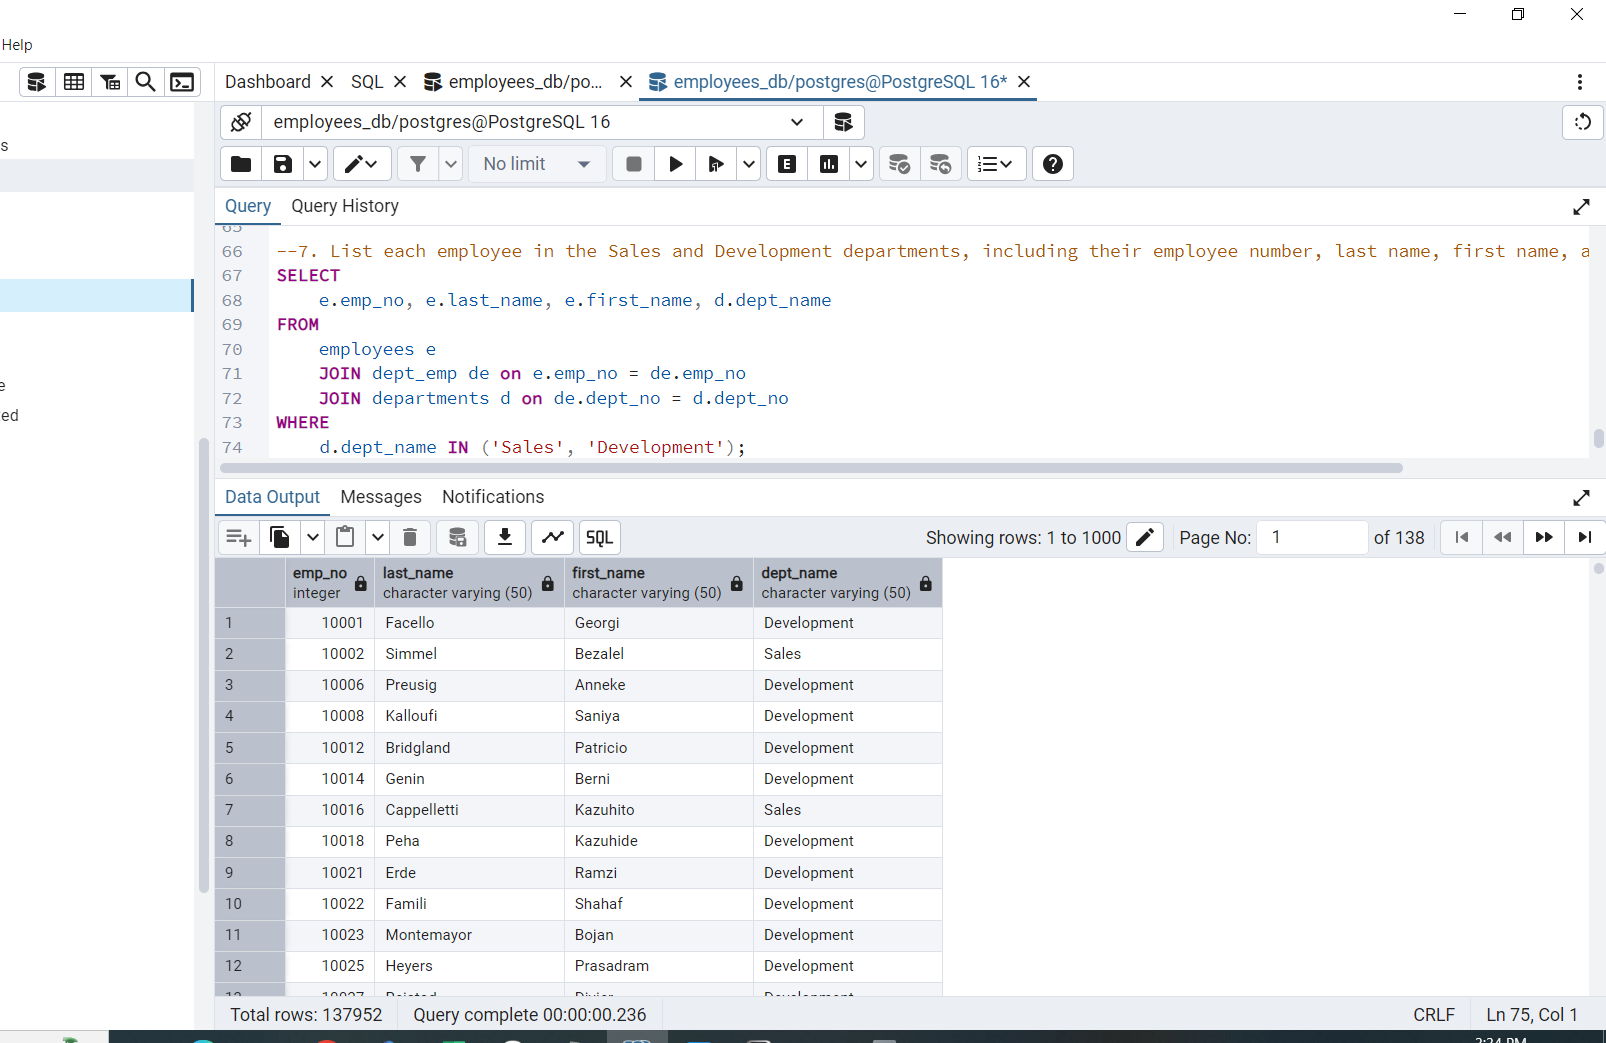 Help
Dashboard SQL employees_db/po... employees_db/postgres@PostgreSQL 16*
s
employees_db/postgres@PostgreSQL 16
No limit
E
Query Query History
65
66 --7. List each employee in the Sales and Development departments, including their employee number, last name, first name, a
67 SELECT
68 e.emp_no, e.last_name, e.first_name, d.dept_name
69 FROM
70 employees e
71 JOIN dept_emp de on e.emp_no = de.emp_no
72 JOIN departments d on de.dept_no = d.dept_no
73 WHERE
74 d.dept_name IN ('Sales', 'Development');
e
ed
Data Output Messages Notifications
SQL Showing rows: 1 to 1000 Page No: 1 of 138
emp_no last_name first_name dept_name
integer character varying (50) character varying (50) character varying (50)
1 10001 Facello Georgi Development
2 10002 Simmel Bezalel Sales
3 10006 Preusig Anneke Development
4 10008 Kalloufi Saniya Development
5 10012 Bridgland Patricio Development
6 10014 Genin Berni Development
7 10016 Cappelletti Kazuhito Sales
8 10018 Peha Kazuhide Development
9 10021 Erde Ramzi Development
10 10022 Famili Shahaf Development
11 10023 Montemayor Bojan Development
12 10025 Heyers Prasadram Development
Total rows: 137952 Query complete 00:00:00.236 CRLF Ln 75, Col 1